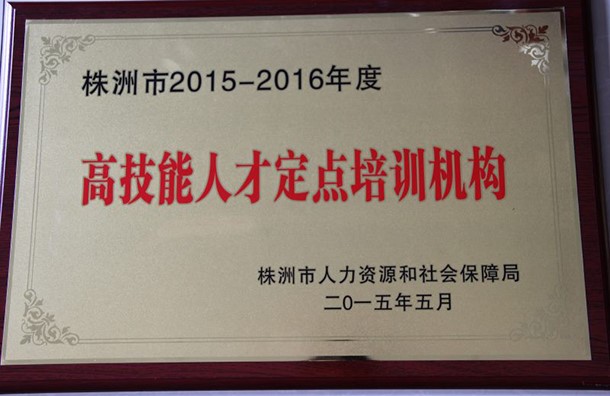 株洲市2015-2016年度
高技能人才定点培训机构
株洲市人力资源和社会保障局
二0一五年五月